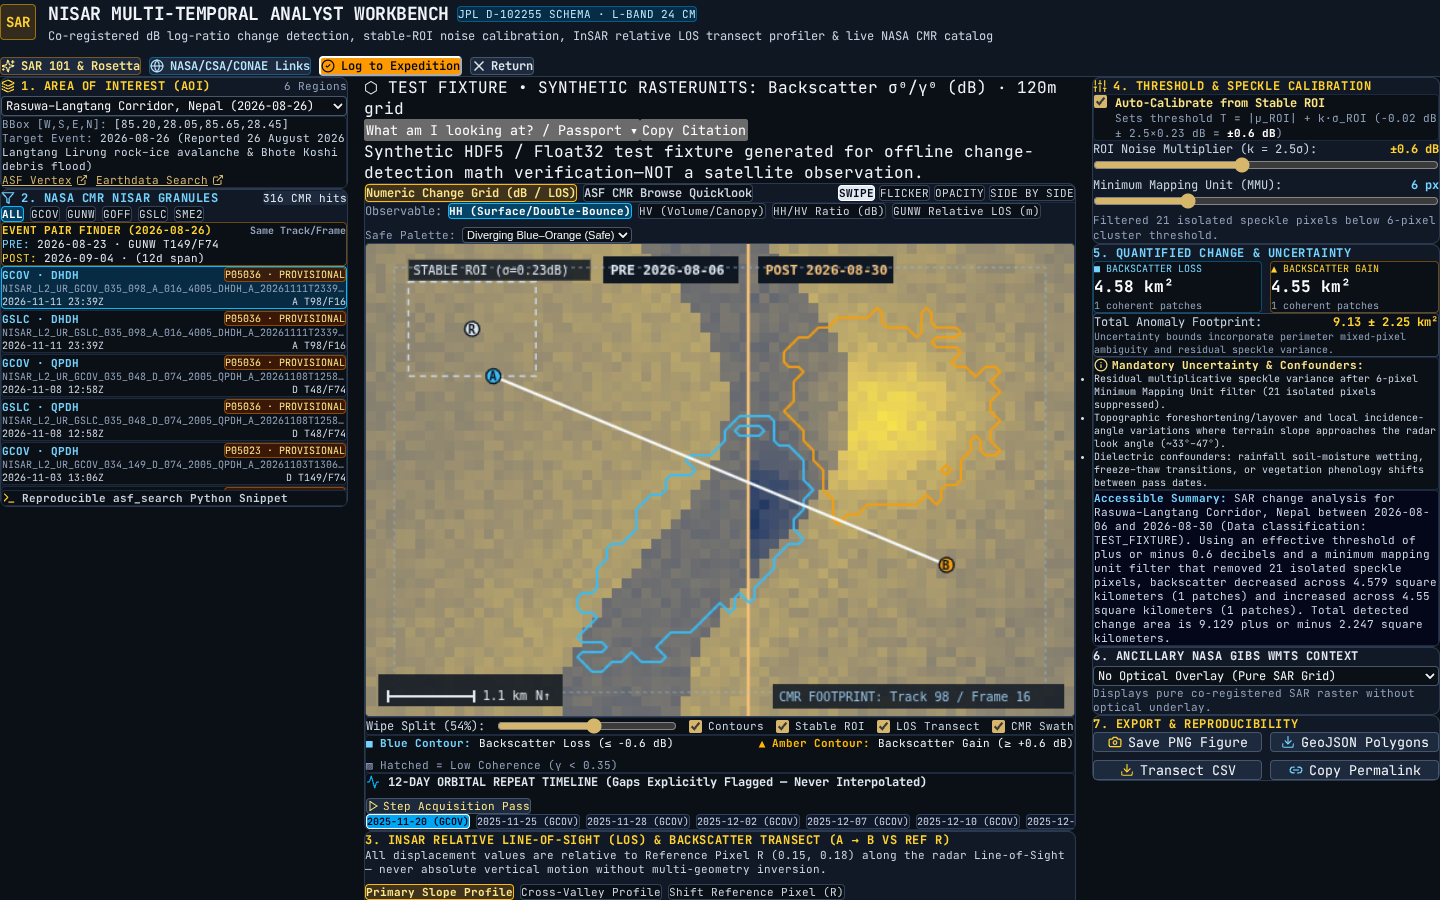 SAR
NISAR MULTI-TEMPORAL ANALYST WORKBENCH
JPL D-102255 SCHEMA · L-BAND 24 CM
Co-registered dB log-ratio change detection, stable-ROI noise calibration, InSAR relative LOS transect profiler & live NASA CMR catalog
SAR 101 & Rosetta
NASA/CSA/CONAE Links
Log to Expedition
Return
1. AREA OF INTEREST (AOI)
6 Regions
Rasuwa–Langtang Corridor, Nepal (2026-08-26)
BBox [W,S,E,N]: [85.20,28.05,85.65,28.45]
Target Event: 2026-08-26 (Reported 26 August 2026
Langtang Lirung rock-ice avalanche & Bhote Koshi
debris flood)
ASF Vertex
Earthdata Search
2. NASA CMR NISAR GRANULES
316 CMR hits
ALL
GCOV
GUNW
GOFF
GSLC
SME2
EVENT PAIR FINDER (2026-08-26)
Same Track/Frame
PRE: 2026-08-23 · GUNW T149/F74
POST: 2026-09-04 · (12d span)
GCOV · DHDH
P05036 · PROVISIONAL
NISAR_L2_UR_GCOV_035_098_A_016_4005_DHDH_A_20261111T2339…
2026-11-11 23:39Z
A T98/F16
GSLC · DHDH
P05036 · PROVISIONAL
NISAR_L2_UR_GSLC_035_098_A_016_4005_DHDH_A_20261111T2339…
2026-11-11 23:39Z
A T98/F16
GCOV · QPDH
P05036 · PROVISIONAL
NISAR_L2_UR_GCOV_035_048_D_074_2005_QPDH_A_20261108T1258…
2026-11-08 12:58Z
D T48/F74
GSLC · QPDH
P05036 · PROVISIONAL
NISAR_L2_UR_GSLC_035_048_D_074_2005_QPDH_A_20261108T1258…
2026-11-08 12:58Z
D T48/F74
GCOV · QPDH
P05023 · PROVISIONAL
NISAR_L2_UR_GCOV_034_149_D_074_2005_QPDH_A_20261103T1306…
2026-11-03 13:06Z
D T149/F74
Reproducible asf_search Python Snippet
⬡ TEST FIXTURE • SYNTHETIC RASTERUNITS: Backscatter σ⁰/γ⁰ (dB) · 120m
grid
What am I looking at? / Passport ▾
Copy Citation
Synthetic HDF5 / Float32 test fixture generated for offline change-
detection math verification—NOT a satellite observation.
Numeric Change Grid (dB / LOS)
ASF CMR Browse Quicklook
SWIPE
FLICKER
OPACITY
SIDE BY SIDE
Observable:
HH (Surface/Double-Bounce)
HV (Volume/Canopy)
HH/HV Ratio (dB)
GUNW Relative LOS (m)
Safe Palette:
Diverging Blue–Orange (Safe)
STABLE ROI (σ=0.23dB)
PRE 2026-08-06
POST 2026-08-30
R
A
B
1.1 km N↑
CMR FOOTPRINT: Track 98 / Frame 16
Wipe Split (54%):
Contours
Stable ROI
LOS Transect
CMR Swath
■ Blue Contour: Backscatter Loss (≤ -0.6 dB)
▲ Amber Contour: Backscatter Gain (≥ +0.6 dB)
▨ Hatched = Low Coherence (γ < 0.35)
12-DAY ORBITAL REPEAT TIMELINE (Gaps Explicitly Flagged — Never Interpolated)
Step Acquisition Pass
2025-11-20 (GCOV)
2025-11-25 (GCOV)
2025-11-28 (GCOV)
2025-12-02 (GCOV)
2025-12-07 (GCOV)
2025-12-10 (GCOV)
2025-12-
3. INSAR RELATIVE LINE-OF-SIGHT (LOS) & BACKSCATTER TRANSECT (A → B VS REF R)
All displacement values are relative to Reference Pixel R (0.15, 0.18) along the radar Line-of-Sight
— never absolute vertical motion without multi-geometry inversion.
Primary Slope Profile
Cross-Valley Profile
Shift Reference Pixel (R)
4. THRESHOLD & SPECKLE CALIBRATION
Auto-Calibrate from Stable ROI
Sets threshold T = |μ_ROI| + k·σ_ROI (-0.02 dB
± 2.5×0.23 dB = ±0.6 dB)
ROI Noise Multiplier (k = 2.5σ):
±0.6 dB
Minimum Mapping Unit (MMU):
6 px
Filtered 21 isolated speckle pixels below 6-pixel
cluster threshold.
5. QUANTIFIED CHANGE & UNCERTAINTY
■ BACKSCATTER LOSS
4.58 km²
1 coherent patches
▲ BACKSCATTER GAIN
4.55 km²
1 coherent patches
Total Anomaly Footprint:
9.13 ± 2.25 km²
Uncertainty bounds incorporate perimeter mixed-pixel
ambiguity and residual speckle variance.
Mandatory Uncertainty & Confounders:
• Residual multiplicative speckle variance after 6-pixel
Minimum Mapping Unit filter (21 isolated pixels
suppressed).
• Topographic foreshortening/layover and local incidence-
angle variations where terrain slope approaches the radar
look angle (~33°–47°).
• Dielectric confounders: rainfall soil-moisture wetting,
freeze-thaw transitions, or vegetation phenology shifts
between pass dates.
Accessible Summary: SAR change analysis for
Rasuwa–Langtang Corridor, Nepal between 2026-08-
06 and 2026-08-30 (Data classification:
TEST_FIXTURE). Using an effective threshold of
plus or minus 0.6 decibels and a minimum mapping
unit filter that removed 21 isolated speckle
pixels, backscatter decreased across 4.579 square
kilometers (1 patches) and increased across 4.55
square kilometers (1 patches). Total detected
change area is 9.129 plus or minus 2.247 square
kilometers.
6. ANCILLARY NASA GIBS WMTS CONTEXT
No Optical Overlay (Pure SAR Grid)
Displays pure co-registered SAR raster without
optical underlay.
7. EXPORT & REPRODUCIBILITY
Save PNG Figure
GeoJSON Polygons
Transect CSV
Copy Permalink